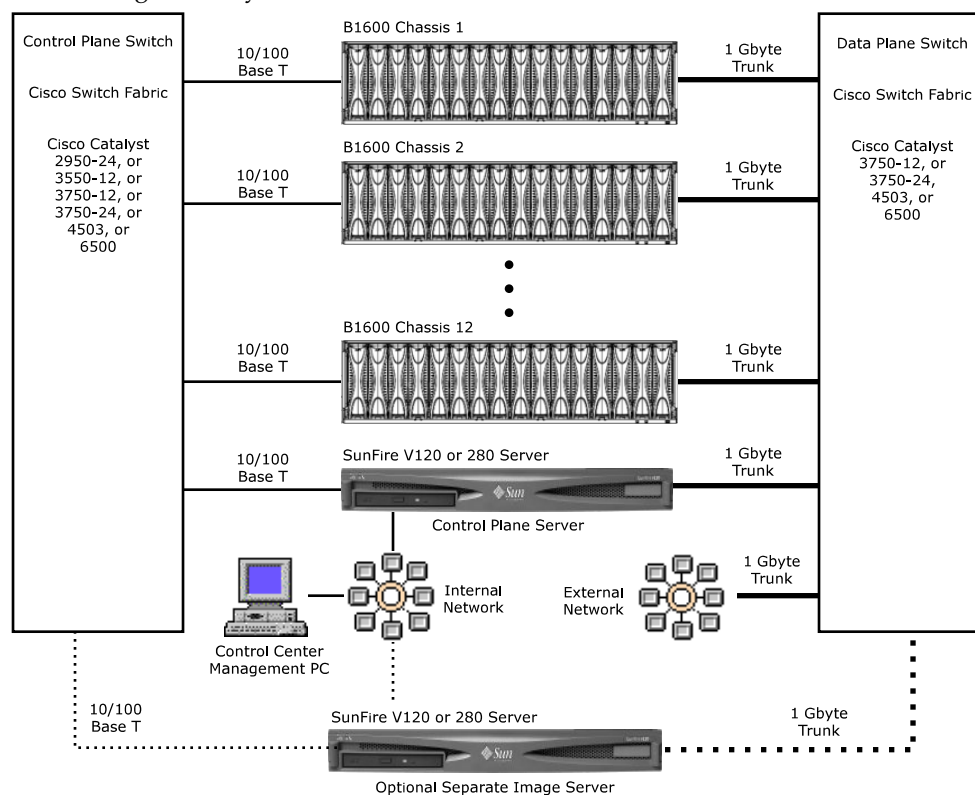 Control Plane Switch
Cisco Switch Fabric
Cisco Catalyst
2950-24, or
3550-12, or
3750-12, or
3750-24, or
4503, or
6500
10/100
Base T
B1600 Chassis 1
1 Gbyte
Trunk
Data Plane Switch
Cisco Switch Fabric
Cisco Catalyst
3750-12, or
3750-24,
4503, or
6500
10/100
Base T
B1600 Chassis 2
1 Gbyte
Trunk
10/100
Base T
B1600 Chassis 12
1 Gbyte
Trunk
10/100
Base T
SunFire V120 or 280 Server
Sun
1 Gbyte
Trunk
Control Plane Server
Control Center
Management PC
Internal
Network
External
Network
1 Gbyte
Trunk
10/100
Base T
SunFire V120 or 280 Server
Sun
1 Gbyte
Trunk
Optional Separate Image Server